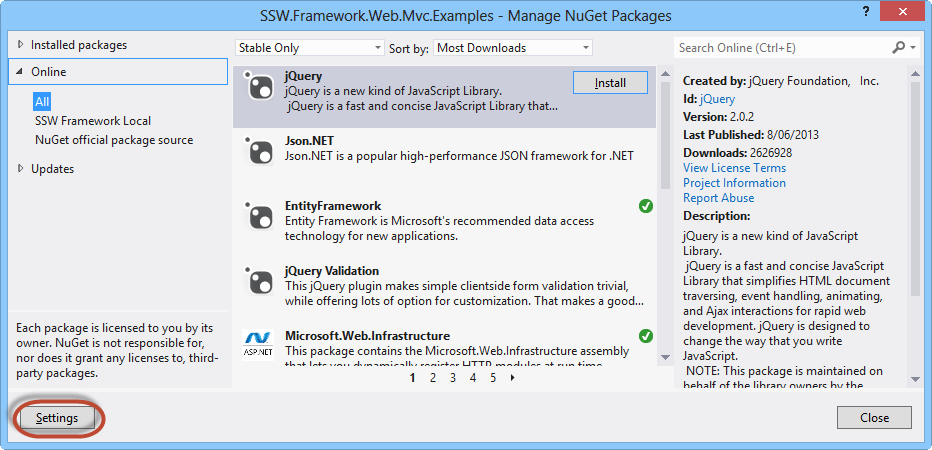 SSW.Framework.Web.Mvc.Examples - Manage NuGet Packages
?
Installed packages
Online
All
SSW Framework Local
NuGet official package source
Updates
Each package is licensed to you by its
owner. NuGet is not responsible for,
nor does it grant any licenses to, third-
party packages.
Settings
Stable Only
Sort by: Most Downloads
jQuery
jQuery is a new kind of JavaScript Library.
jQuery is a fast and concise JavaScript Library that...
Install
Json.NET
Json.NET is a popular high-performance JSON framework for .NET
EntityFramework
Entity Framework is Microsoft's recommended data access
technology for new applications.
jQuery Validation
This jQuery plugin makes simple clientside form validation trivial,
while offering lots of option for customization. That makes a good...
ASP.NET
Microsoft.Web.Infrastructure
This package contains the Microsoft.Web.Infrastructure assembly
that lets you dynamically register HTTP modules at run time.
1 2 3 4 5
Search Online (Ctrl+E)
Created by: jQuery Foundation, Inc.
Id: jQuery
Version: 2.0.2
Last Published: 8/06/2013
Downloads: 2626928
View License Terms
Project Information
Report Abuse
Description:
jQuery is a new kind of JavaScript
Library.
jQuery is a fast and concise JavaScript
Library that simplifies HTML document
traversing, event handling, animating,
and Ajax interactions for rapid web
development. jQuery is designed to
change the way that you write
JavaScript.
NOTE: This package is maintained on
behalf of the library owners by the
Close